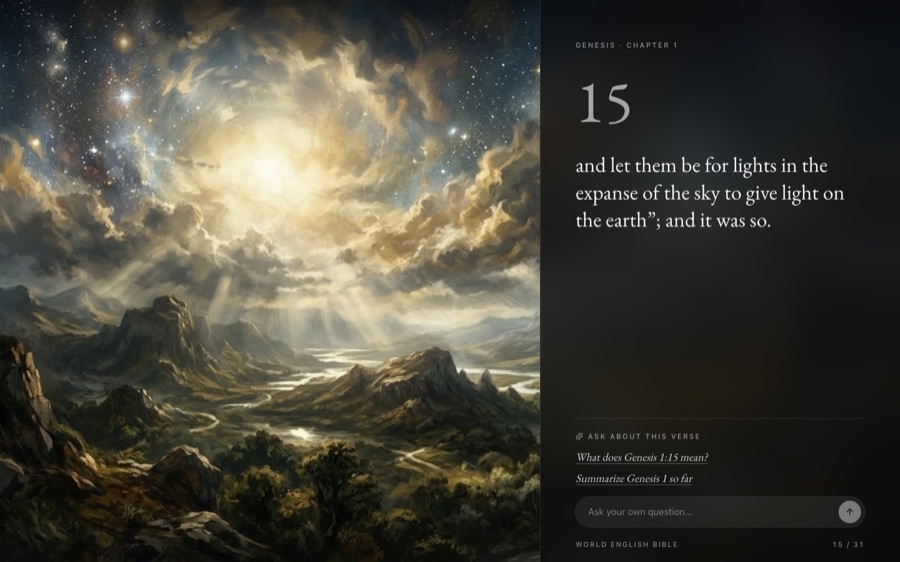 GENESIS · CHAPTER 1
15
and let them be for lights in the
expanse of the sky to give light on
the earth”; and it was so.
ASK ABOUT THIS VERSE
What does Genesis 1:15 mean?
Summarize Genesis 1 so far
Ask your own question...
WORLD ENGLISH BIBLE
15 / 31